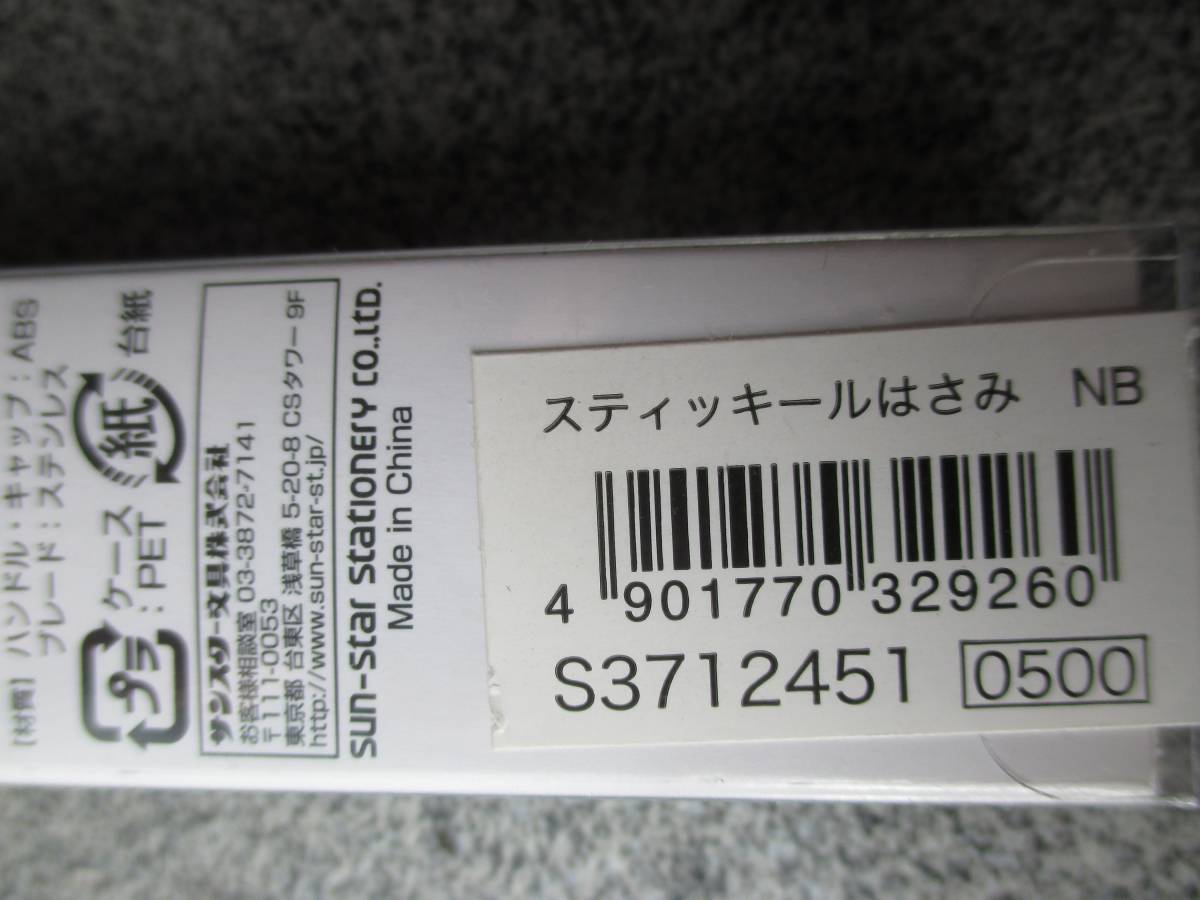 [材質] ハンドル・キャップ:ABS
ブレード:ステンレス
プラ
ケース
:PET
紙
台紙
サンスター文具株式会社
お客様相談室 03-3872-7141
〒111-0053
東京都 台東区 浅草橋 5-20-8 CSタワー9F
http://www.sun-star-st.jp/
sun-star stationery co.,ltd.
Made in China
スティッキールはさみ NB
4 901770 329260
S3712451 0500